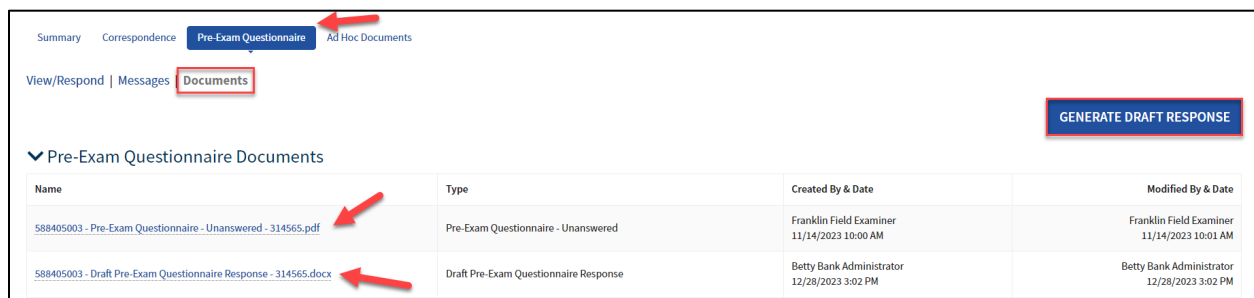 Summary Correspondence Pre-Exam Questionnaire Ad Hoc Documents
View/Respond | Messages | Documents
GENERATE DRAFT RESPONSE
Pre-Exam Questionnaire Documents
Name Type Created By & Date Modified By & Date
588405003 - Pre-Exam Questionnaire - Unanswered - 314565.pdf Pre-Exam Questionnaire - Unanswered Franklin Field Examiner Franklin Field Examiner
11/14/2023 10:00 AM 11/14/2023 10:01 AM
588405003 - Draft Pre-Exam Questionnaire Response - 314565.docx Draft Pre-Exam Questionnaire Response Betty Bank Administrator Betty Bank Administrator
12/28/2023 3:02 PM 12/28/2023 3:02 PM